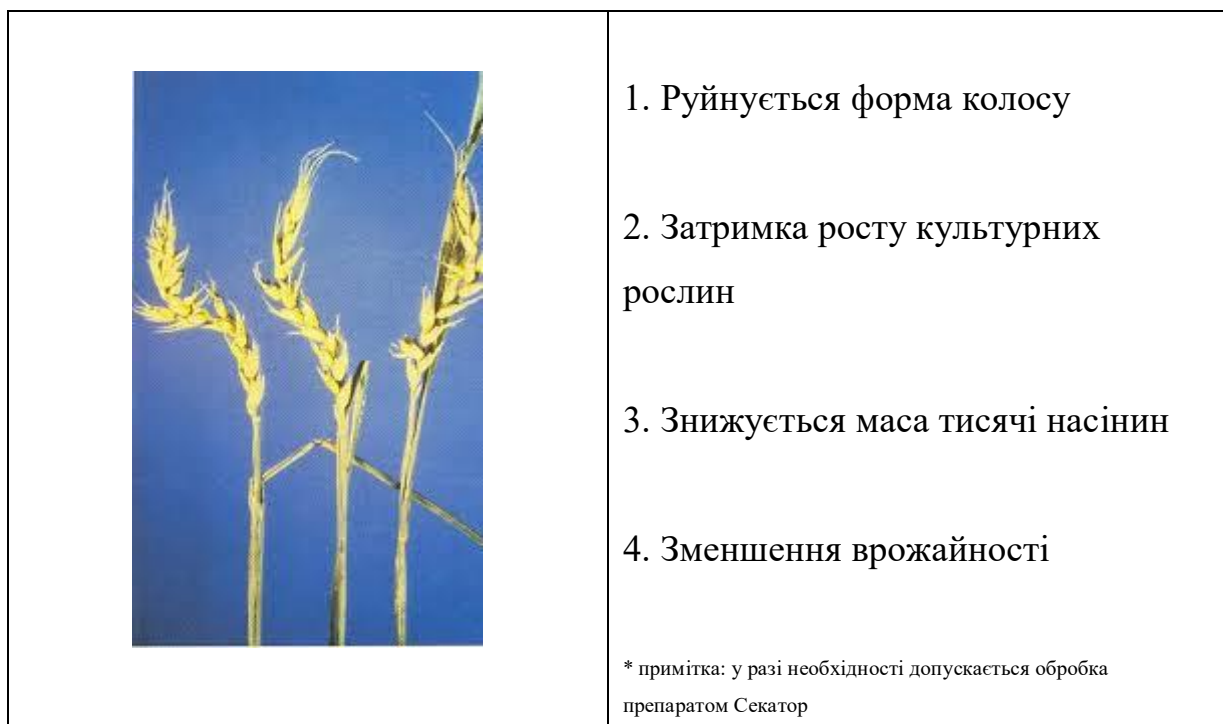 1. Руйнується форма колосу
2. Затримка росту культурних
рослин
3. Знижується маса тисячі насінин
4. Зменшення врожайності
* примітка: у разі необхідності допускається обробка
препаратом Секатор